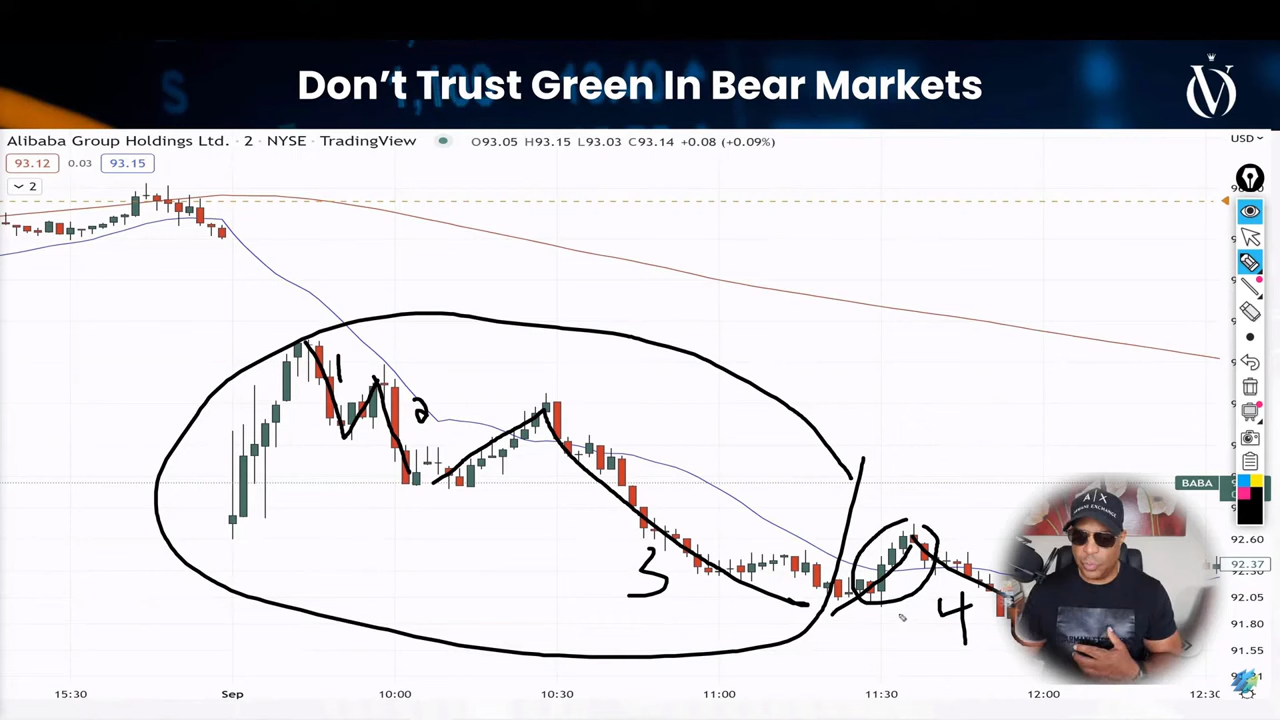 Don't Trust Green In Bear Markets
Alibaba Group Holdings Ltd. · 2 · NYSE · TradingView
O93.05 H93.15 L93.03 C93.14 +0.08 (+0.09%)
USD
93.12 0.03 93.15
2
1
2
3
4
BABA
92.60
92.37
92.05
91.80
91.55
15:30 Sep 10:00 10:30 11:00 11:30 12:00 12:30
A|X
ARMANI EXCHANGE